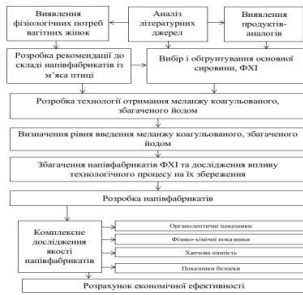 Виявлення
фізіологічних потреб
вагітних жінок
Аналіз
літературних
джерел
Виявлення
продуктів-
аналогів
Розробка рекомендації до
складі напівфабрикатів із
м'яса птиці
Вибір і обґрунтування основної
сировини, ФХІ
Розробка технології отримання меланжу коагульованого,
збагаченого йодом
Визначення рівня введення меланжу коагульованого, збагаченого
йодом
Збагачення напівфабрикатів ФХІ та дослідження впливу
технологічного процесу на їх збереження
Розробка напівфабрикатів
Комплексне
дослідження
якості
напівфабрикатів
Органолептичні показники
Фізико-хімічні показники
Харчова цінність
Показники безпеки
Розрахунок економічної ефективності